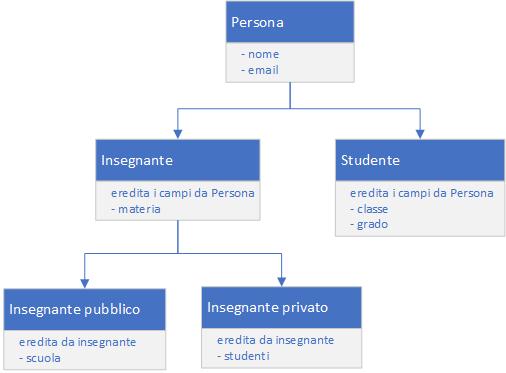 Persona
- nome
- email
Insegnante
eredita i campi da Persona
- materia
Studente
eredita i campi da Persona
- classe
- grado
Insegnante pubblico
eredita da insegnante
- scuola
Insegnante privato
eredita da insegnante
- studenti